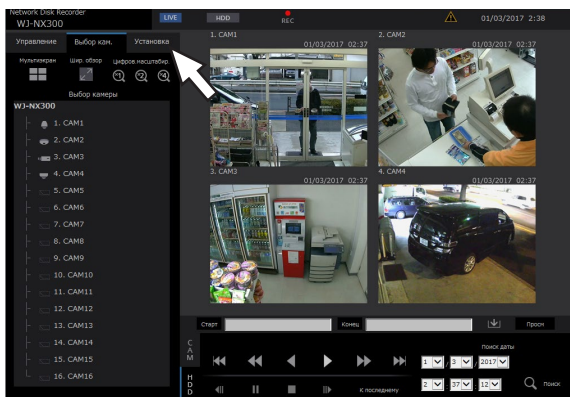 Network Disk Recorder
WJ-NX300
LIVE
HDD
REC
01/03/2017 2:38
Управление
Выбор кам.
Установка
Мультиэкран
Шир. обзор
Цифров.масштабир.
x1
x2
x4
Выбор камеры
WJ-NX300
1. CAM1
2. CAM2
3. CAM3
4. CAM4
5. CAM5
6. CAM6
7. CAM7
8. CAM8
9. CAM9
10. CAM10
11. CAM11
12. CAM12
13. CAM13
14. CAM14
15. CAM15
16. CAM16
1. CAM1
01/03/2017 02:37
2. CAM2
01/03/2017 02:37
3. CAM3
01/03/2017 02:37
4. CAM4
01/03/2017 02:37
Старт
Конец
Просм
CAM
HDD
К последнему
Поиск даты
1 / 3 / 2017
2 : 37 : 12
Поиск